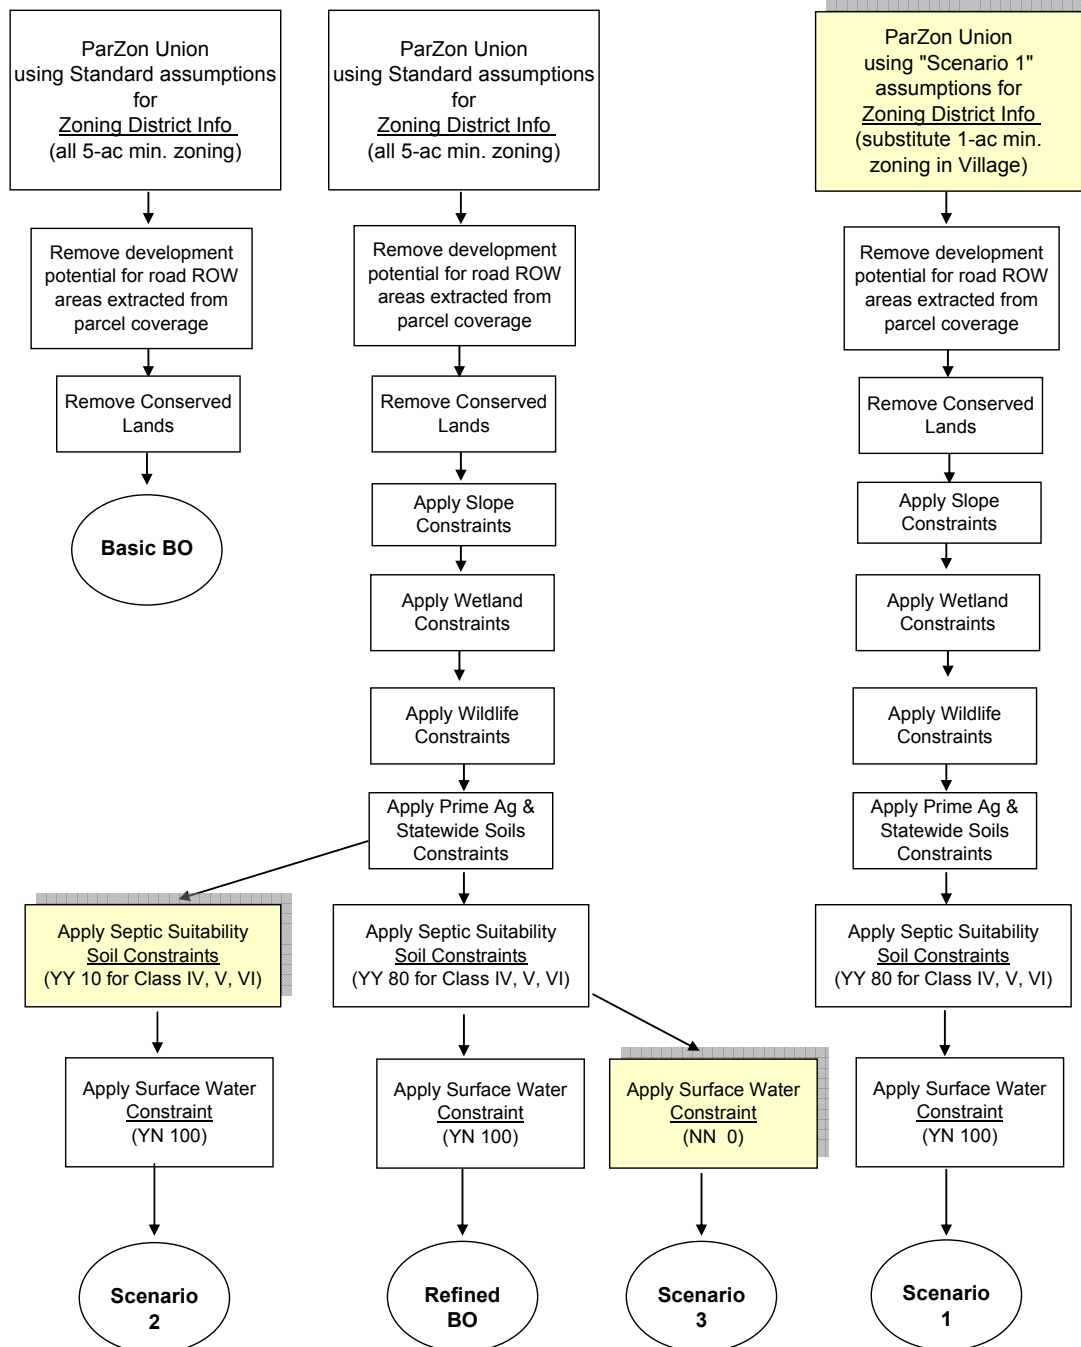 ParZon Union
using Standard assumptions
for
Zoning District Info
(all 5-ac min. zoning)
Remove development
potential for road ROW
areas extracted from
parcel coverage
Remove Conserved
Lands
Basic BO
ParZon Union
using Standard assumptions
for
Zoning District Info
(all 5-ac min. zoning)
Remove development
potential for road ROW
areas extracted from
parcel coverage
Remove Conserved
Lands
Apply Slope
Constraints
Apply Wetland
Constraints
Apply Wildlife
Constraints
Apply Prime Ag &
Statewide Soils
Constraints
Apply Septic Suitability
Soil Constraints
(YY 10 for Class IV, V, VI)
Apply Surface Water
Constraint
(YN 100)
Scenario
2
Apply Septic Suitability
Soil Constraints
(YY 80 for Class IV, V, VI)
Apply Surface Water
Constraint
(YN 100)
Refined
BO
Apply Surface Water
Constraint
(NN  0)
Scenario
3
ParZon Union
using "Scenario 1"
assumptions for
Zoning District Info
(substitute 1-ac min.
zoning in Village)
Remove development
potential for road ROW
areas extracted from
parcel coverage
Remove Conserved
Lands
Apply Slope
Constraints
Apply Wetland
Constraints
Apply Wildlife
Constraints
Apply Prime Ag &
Statewide Soils
Constraints
Apply Septic Suitability
Soil Constraints
(YY 80 for Class IV, V, VI)
Apply Surface Water
Constraint
(YN 100)
Scenario
1